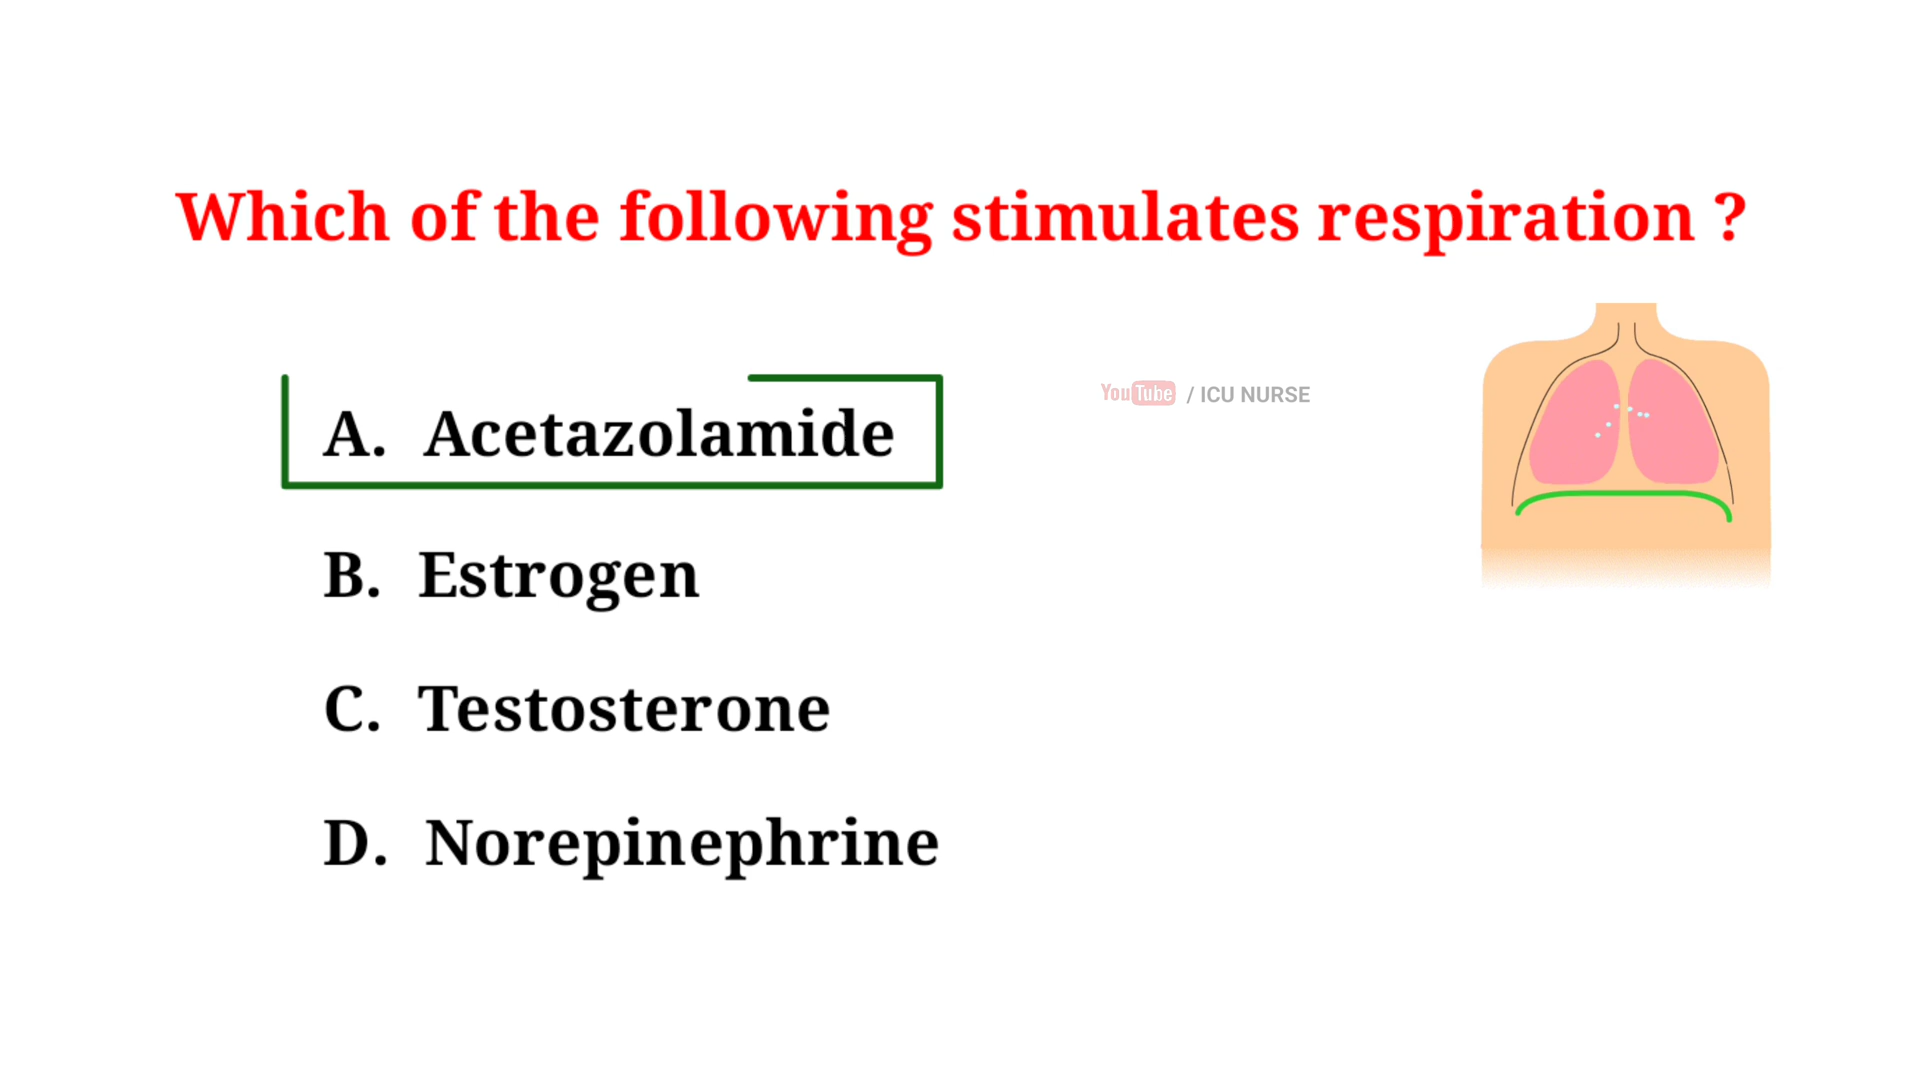 Which of the following stimulates respiration ?
A. Acetazolamide
YouTube / ICU NURSE
B. Estrogen
C. Testosterone
D. Norepinephrine